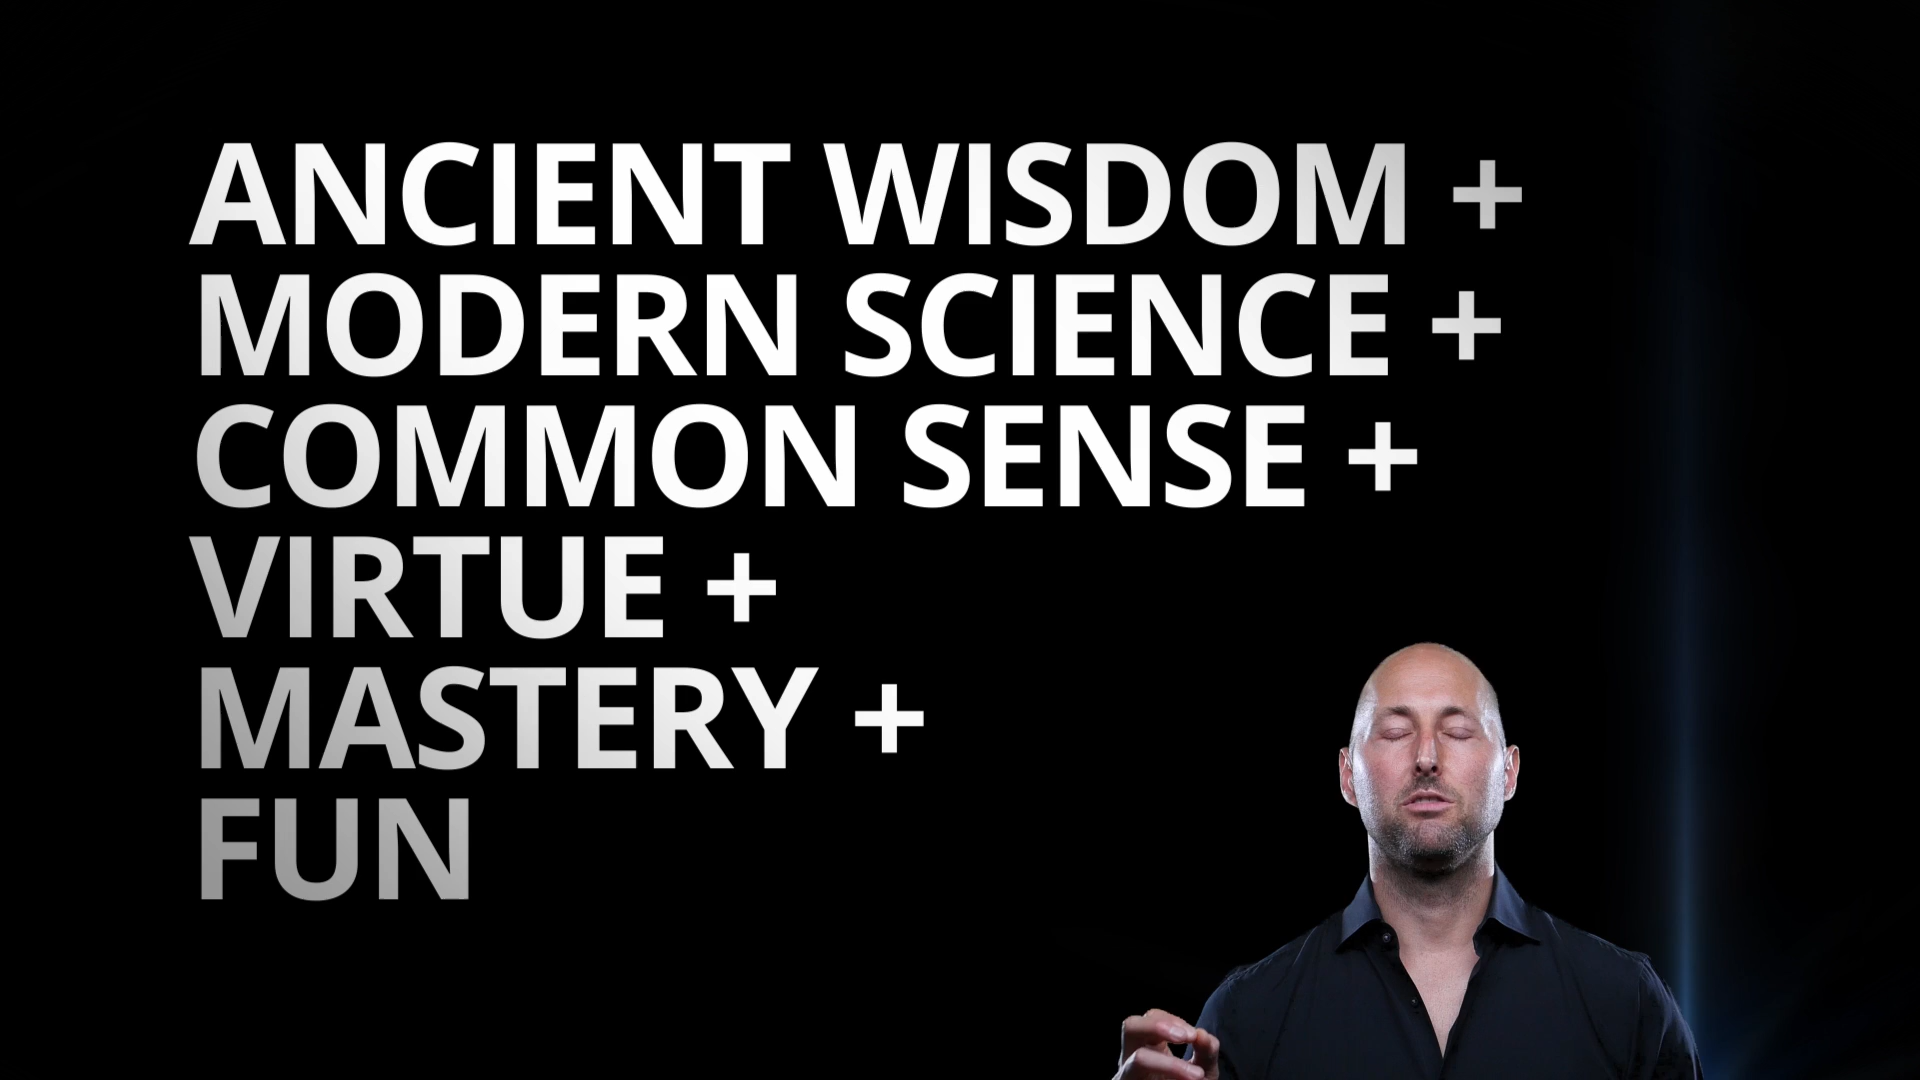 ANCIENT WISDOM +
MODERN SCIENCE +
COMMON SENSE +
VIRTUE +
MASTERY +
FUN